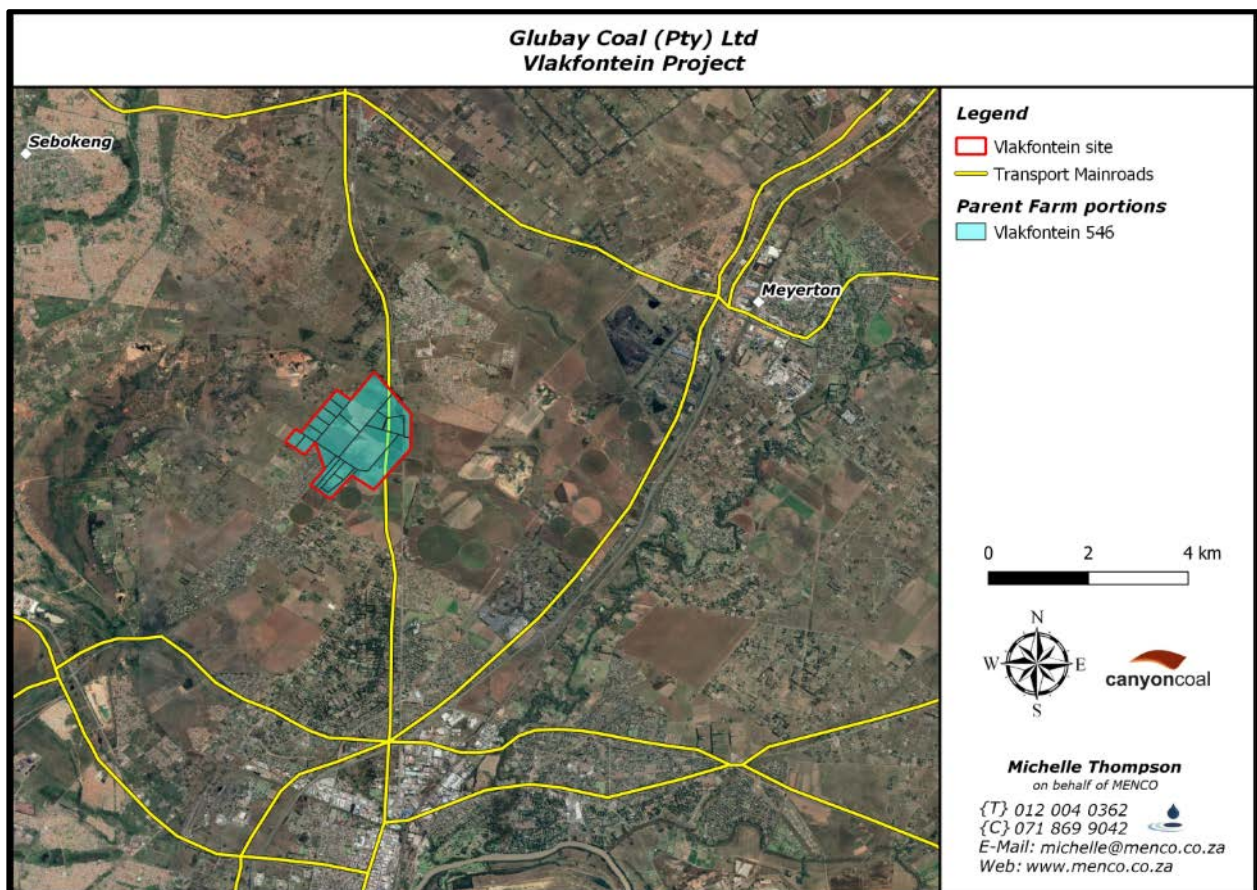 Glubay Coal (Pty) Ltd
Vlakfontein Project
Sebokeng
Meyerton
Legend
Vlakfontein site
Transport Mainroads
Parent Farm portions
Vlakfontein 546
0 2 4 km
N
W E
S
canyoncoal
Michelle Thompson
on behalf of MENCO
{T} 012 004 0362
{C} 071 869 9042
E-Mail: michelle@menco.co.za
Web: www.menco.co.za